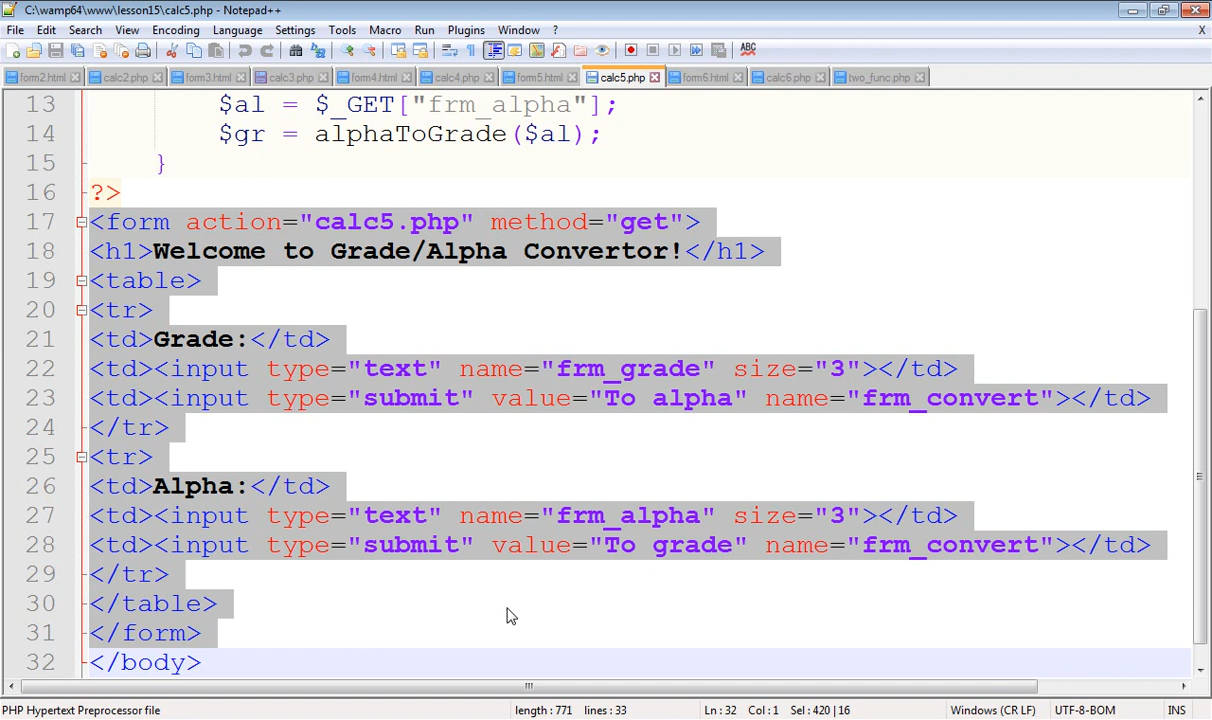 C:\wamp64\www\lesson15\calc5.php - Notepad++
File Edit Search View Encoding Language Settings Tools Macro Run Plugins Window ? X
form2.html calc2.php form3.html calc3.php form4.html calc4.php form5.html calc5.php form6.html calc6.php two_func.php
13 $al = $_GET["frm_alpha"];
14 $gr = alphaToGrade($al);
15 }
16 ?>
17 <form action="calc5.php" method="get">
18 <h1>Welcome to Grade/Alpha Convertor!</h1>
19 <table>
20 <tr>
21 <td>Grade:</td>
22 <td><input type="text" name="frm_grade" size="3"></td>
23 <td><input type="submit" value="To alpha" name="frm_convert"></td>
24 </tr>
25 <tr>
26 <td>Alpha:</td>
27 <td><input type="text" name="frm_alpha" size="3"></td>
28 <td><input type="submit" value="To grade" name="frm_convert"></td>
29 </tr>
30 </table>
31 </form>
32 </body>
PHP Hypertext Preprocessor file length : 771 lines : 33 Ln : 32 Col : 1 Sel : 420 | 16 Windows (CR LF) UTF-8-BOM INS